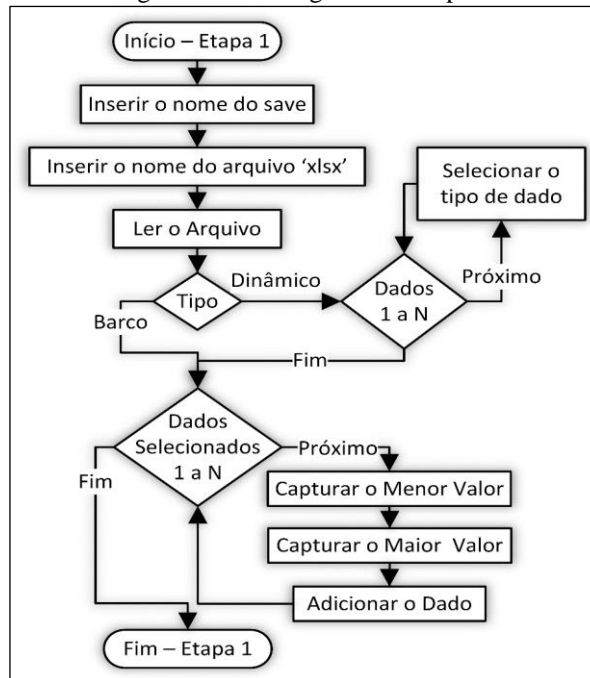 Início – Etapa 1
Inserir o nome do save
Inserir o nome do arquivo ‘xlsx’
Ler o Arquivo
Selecionar o
tipo de dado
Tipo
Dinâmico
Dados
1 a N
Próximo
Barco
Fim
Dados
Selecionados
1 a N
Próximo
Fim
Capturar o Menor Valor
Capturar o Maior Valor
Adicionar o Dado
Fim – Etapa 1